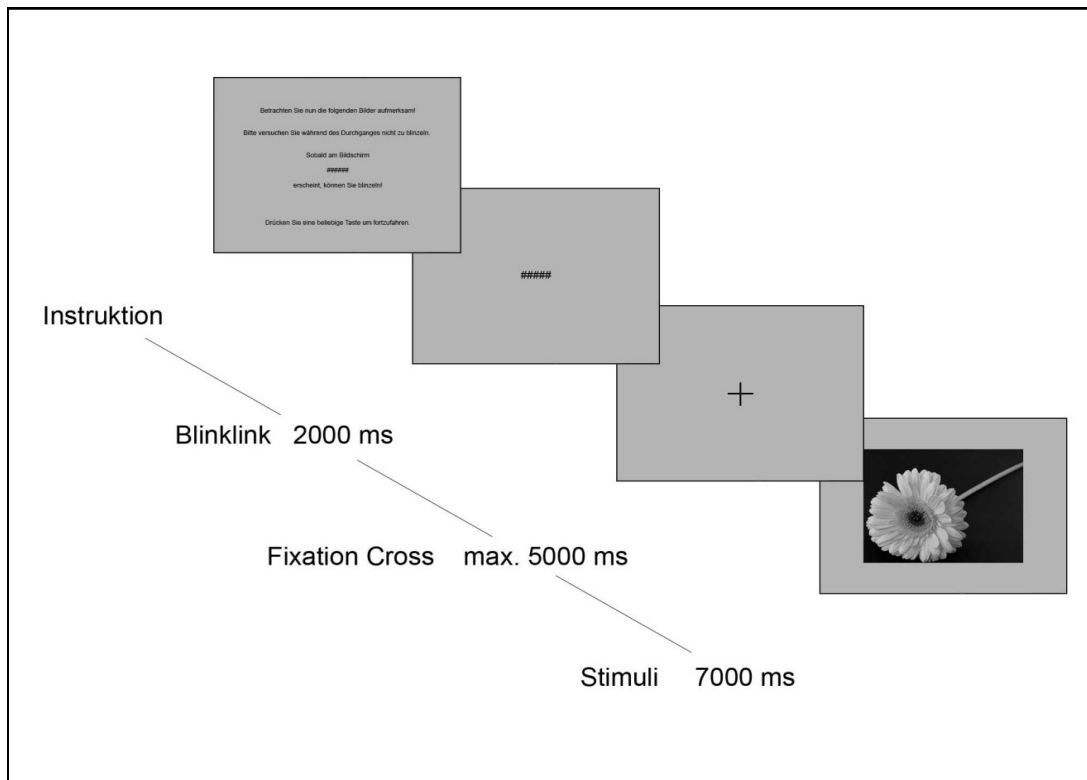 Betrachten Sie nun die folgenden Bilder aufmerksam!
Bitte versuchen Sie während des Durchganges nicht zu blinzeln.
Sobald am Bildschirm
######
erscheint, können Sie blinzeln!
Drücken Sie eine beliebige Taste um fortzufahren.
#####
Instruktion
Blinklink 2000 ms
Fixation Cross max. 5000 ms
Stimuli 7000 ms